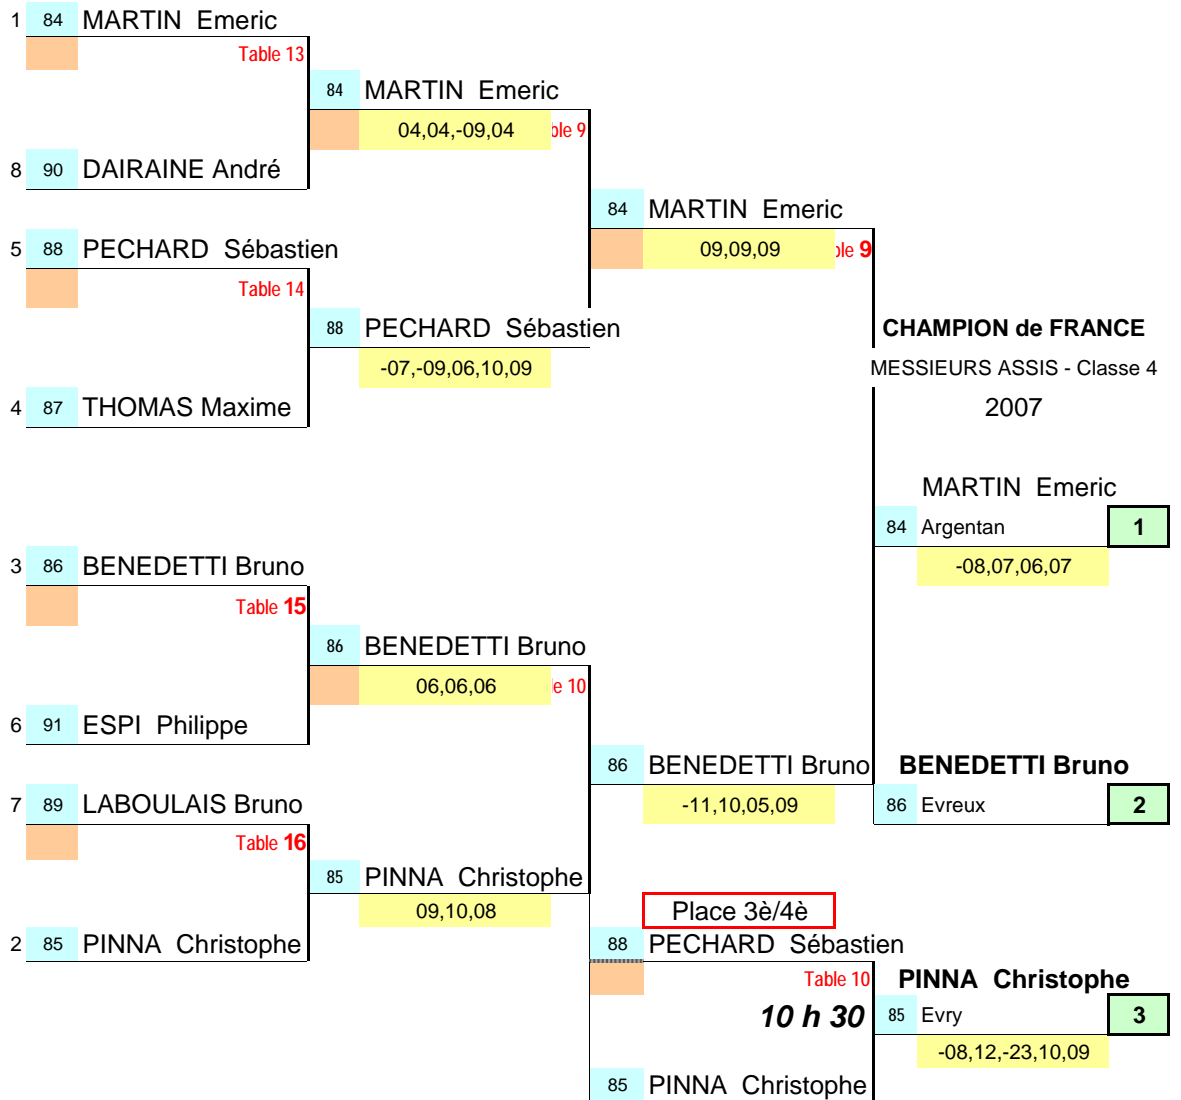 1 84 MARTIN Emeric
Table 13
84 MARTIN Emeric
04,04,-09,04 ble 9
8 90 DAIRAINE André
84 MARTIN Emeric
5 88 PECHARD Sébastien
09,09,09 ble 9
Table 14
88 PECHARD Sébastien
CHAMPION de FRANCE
-07,-09,06,10,09
MESSIEURS ASSIS - Classe 4
4 87 THOMAS Maxime
2007
MARTIN Emeric
84 Argentan 1
3 86 BENEDETTI Bruno
-08,07,06,07
Table 15
86 BENEDETTI Bruno
06,06,06 e 10
6 91 ESPI Philippe
86 BENEDETTI Bruno
BENEDETTI Bruno
7 89 LABOULAIS Bruno
-11,10,05,09
86 Evreux 2
Table 16
85 PINNA Christophe
09,10,08
Place 3è/4è
2 85 PINNA Christophe
88 PECHARD Sébastien
Table 10
PINNA Christophe
10 h 30
85 Evry 3
-08,12,-23,10,09
85 PINNA Christophe